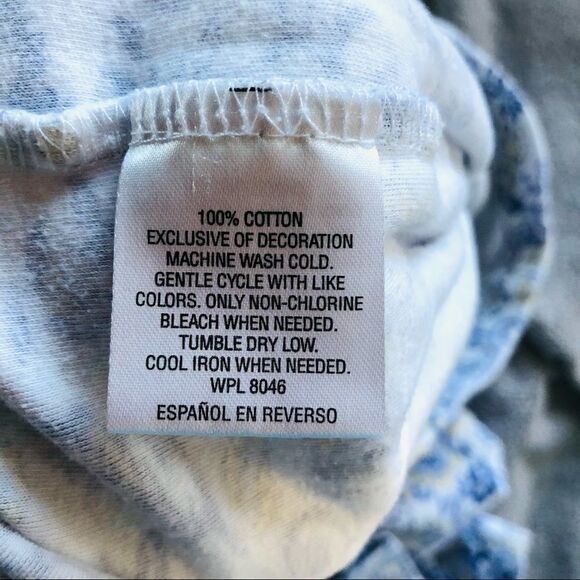 100% COTTON
EXCLUSIVE OF DECORATION
MACHINE WASH COLD.
GENTLE CYCLE WITH LIKE
COLORS. ONLY NON-CHLORINE
BLEACH WHEN NEEDED.
TUMBLE DRY LOW.
COOL IRON WHEN NEEDED.
WPL 8046
ESPAÑOL EN REVERSO